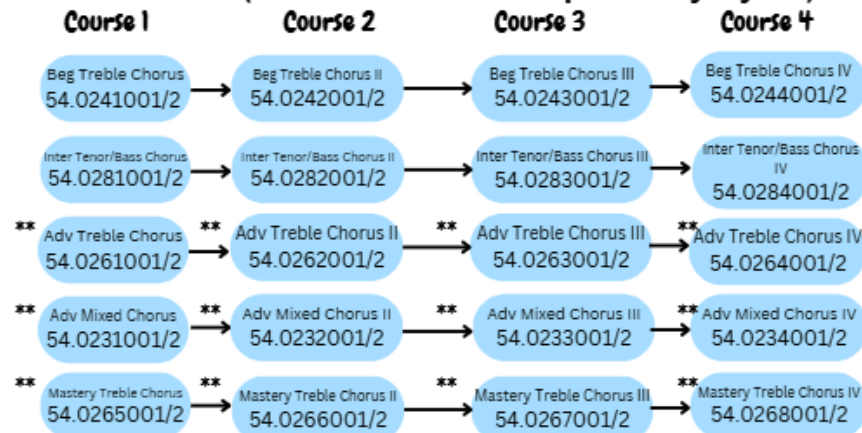 Course 1 Course 2 Course 3 Course 4
Beg Treble Chorus Beg Treble Chorus II Beg Treble Chorus III Beg Treble Chorus IV
54.0241001/2 54.0242001/2 54.0243001/2 54.0244001/2
Inter Tenor/Bass Chorus Inter Tenor/Bass Chorus II Inter Tenor/Bass Chorus III Inter Tenor/Bass Chorus
IV
54.0281001/2 54.0282001/2 54.0283001/2 54.0284001/2
** Adv Treble Chorus ** Adv Treble Chorus II ** Adv Treble Chorus III ** Adv Treble Chorus IV
54.0261001/2 54.0262001/2 54.0263001/2 54.0264001/2
** Adv Mixed Chorus ** Adv Mixed Chorus II ** Adv Mixed Chorus III ** Adv Mixed Chorus IV
54.0231001/2 54.0232001/2 54.0233001/2 54.0234001/2
** Mastery Treble Chorus ** Mastery Treble Chorus II ** Mastery Treble Chorus III ** Mastery Treble Chorus IV
54.0265001/2 54.0266001/2 54.0267001/2 54.0268001/2